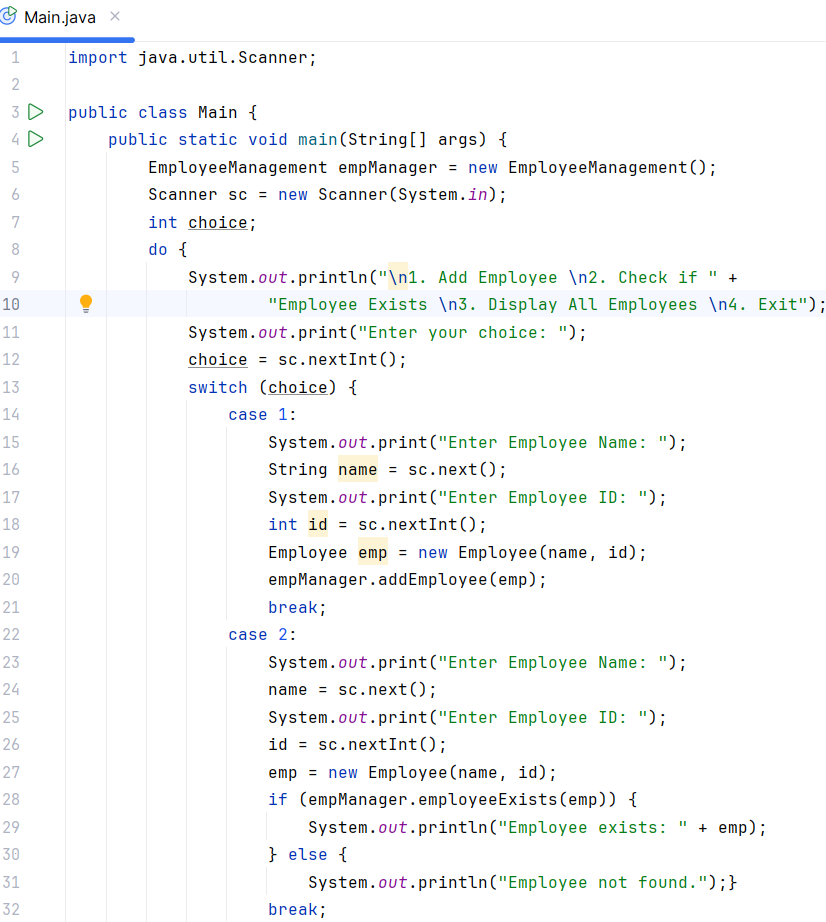 Main.java
1 import java.util.Scanner;
2
3 public class Main {
4     public static void main(String[] args) {
5         EmployeeManagement empManager = new EmployeeManagement();
6         Scanner sc = new Scanner(System.in);
7         int choice;
8         do {
9             System.out.println("\n1. Add Employee \n2. Check if " +
10                     "Employee Exists \n3. Display All Employees \n4. Exit");
11             System.out.print("Enter your choice: ");
12             choice = sc.nextInt();
13             switch (choice) {
14                 case 1:
15                     System.out.print("Enter Employee Name: ");
16                     String name = sc.next();
17                     System.out.print("Enter Employee ID: ");
18                     int id = sc.nextInt();
19                     Employee emp = new Employee(name, id);
20                     empManager.addEmployee(emp);
21                     break;
22                 case 2:
23                     System.out.print("Enter Employee Name: ");
24                     name = sc.next();
25                     System.out.print("Enter Employee ID: ");
26                     id = sc.nextInt();
27                     emp = new Employee(name, id);
28                     if (empManager.employeeExists(emp)) {
29                         System.out.println("Employee exists: " + emp);
30                     } else {
31                         System.out.println("Employee not found.");}
32                     break;